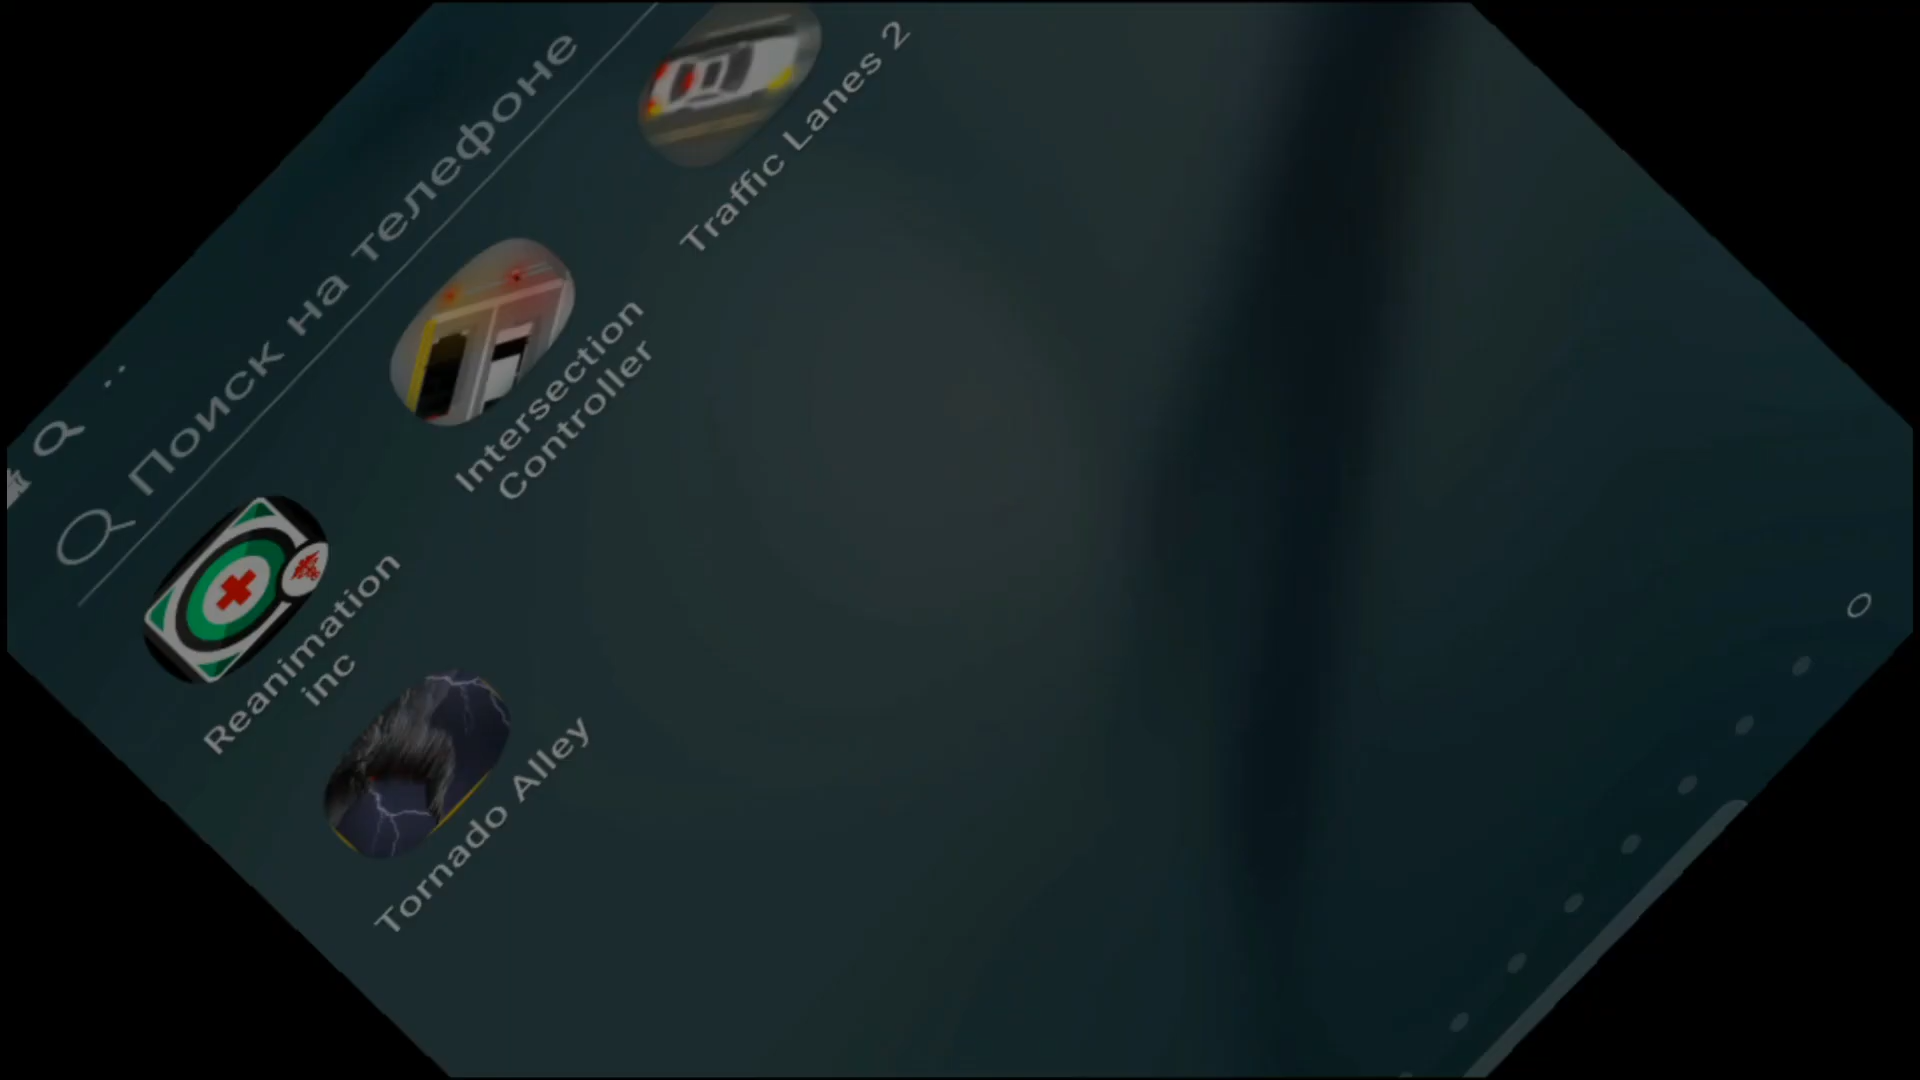 Поиск на телефоне
Reanimation
inc
Intersection
Controller
Traffic Lanes 2
Tornado Alley